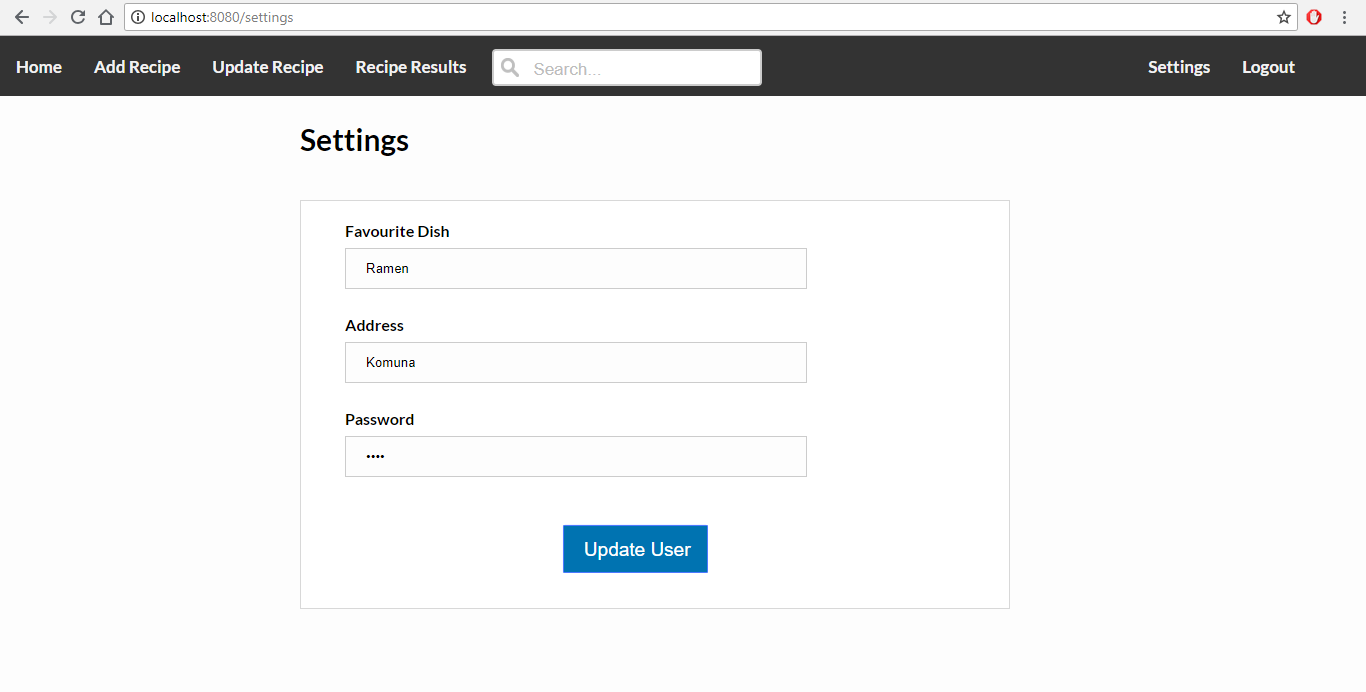 localhost:8080/settings
Home Add Recipe Update Recipe Recipe Results Search... Settings Logout
Settings
Favourite Dish
Ramen
Address
Komuna
Password
••••
Update User